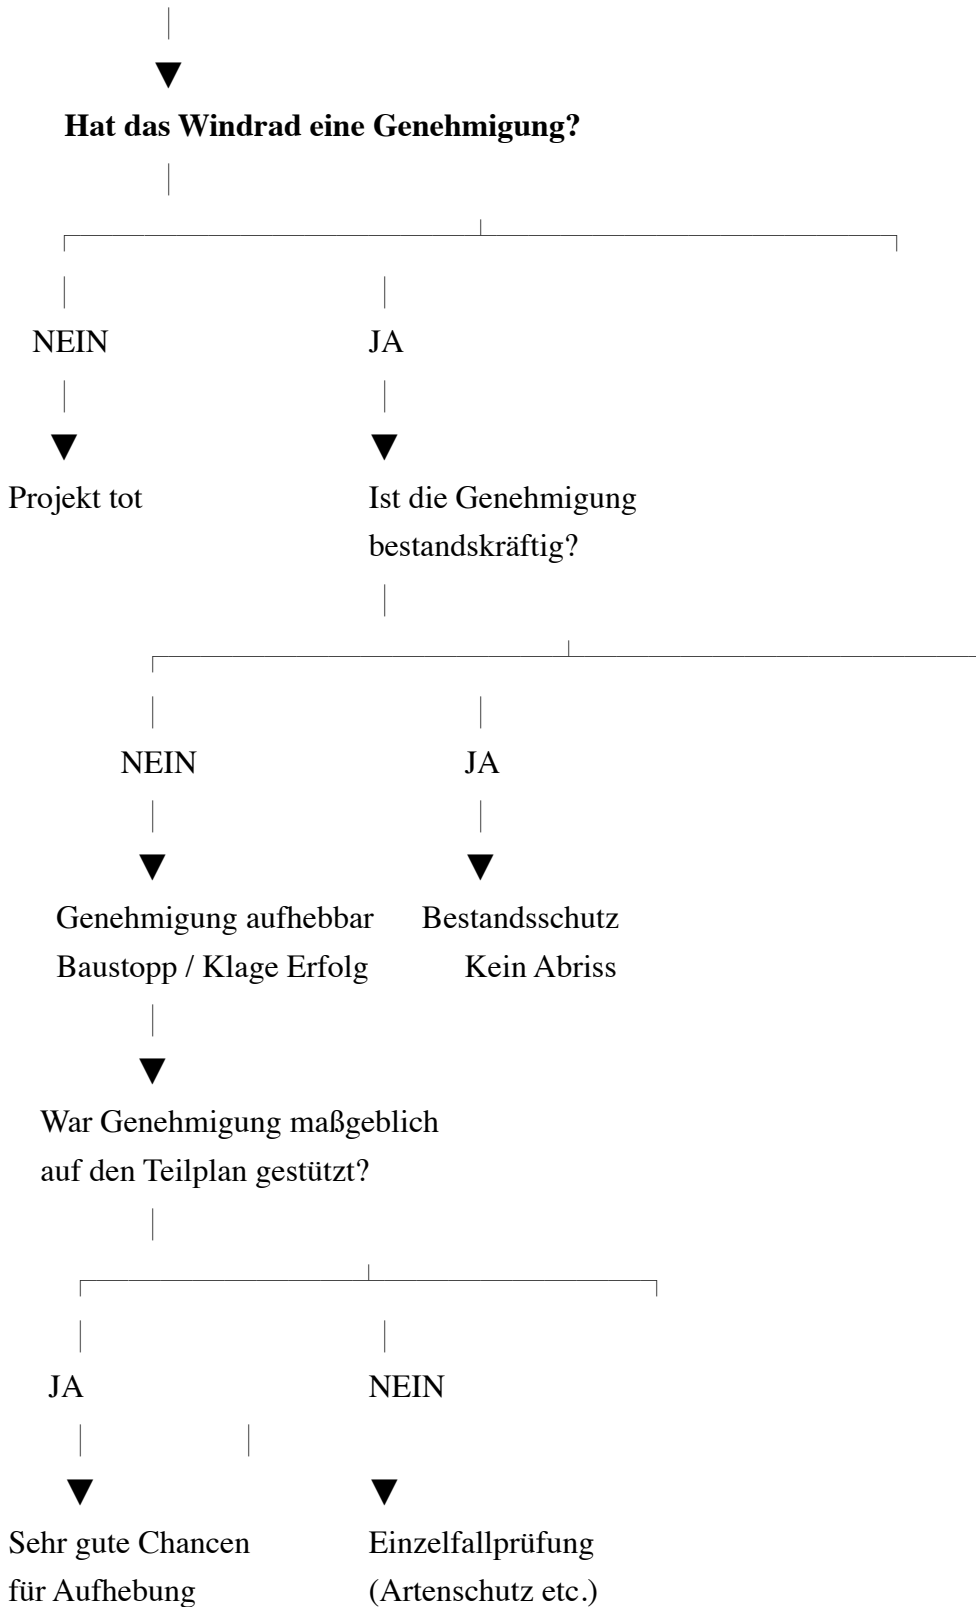 Hat das Windrad eine Genehmigung?
NEIN JA
Projekt tot Ist die Genehmigung
bestandskräftig?
NEIN JA
Genehmigung aufhebbar Bestandsschutz
Baustopp / Klage Erfolg Kein Abriss
War Genehmigung maßgeblich
auf den Teilplan gestützt?
JA NEIN
Sehr gute Chancen Einzelfallprüfung
für Aufhebung (Artenschutz etc.)